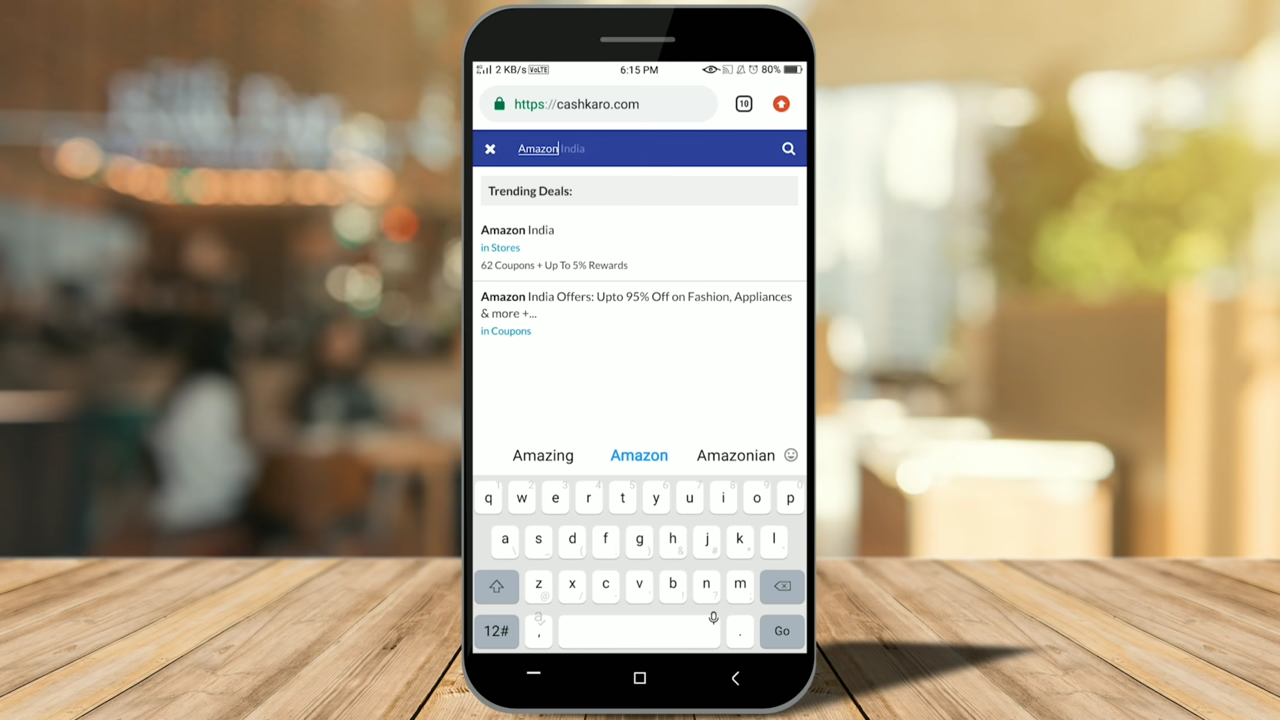 2 KB/s VoLTE 6:15 PM 80%
https://cashkaro.com 10
Amazon India
Trending Deals:
Amazon India
in Stores
62 Coupons + Up To 5% Rewards
Amazon India Offers: Upto 95% Off on Fashion, Appliances
& more +...
in Coupons
Amazing Amazon Amazonian
q w e r t y u i o p
a s d f g h j k l
z x c v b n m
12# , . Go